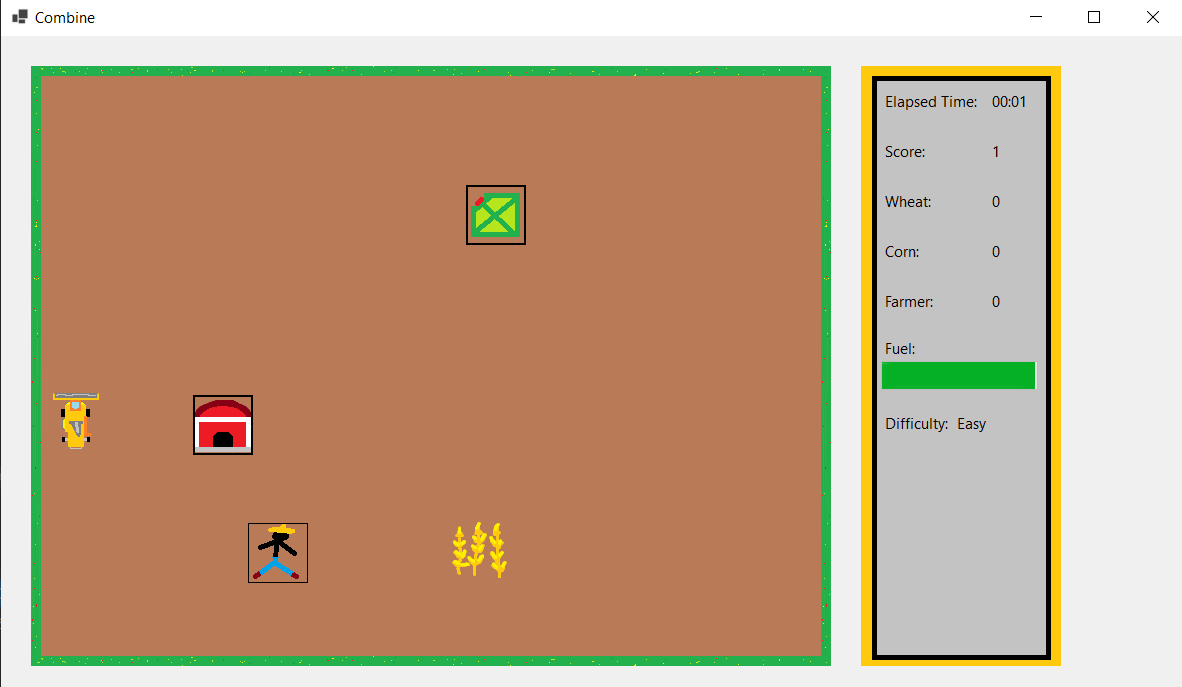 Combine
Elapsed Time: 00:01
Score: 1
Wheat: 0
Corn: 0
Farmer: 0
Fuel:
Difficulty: Easy